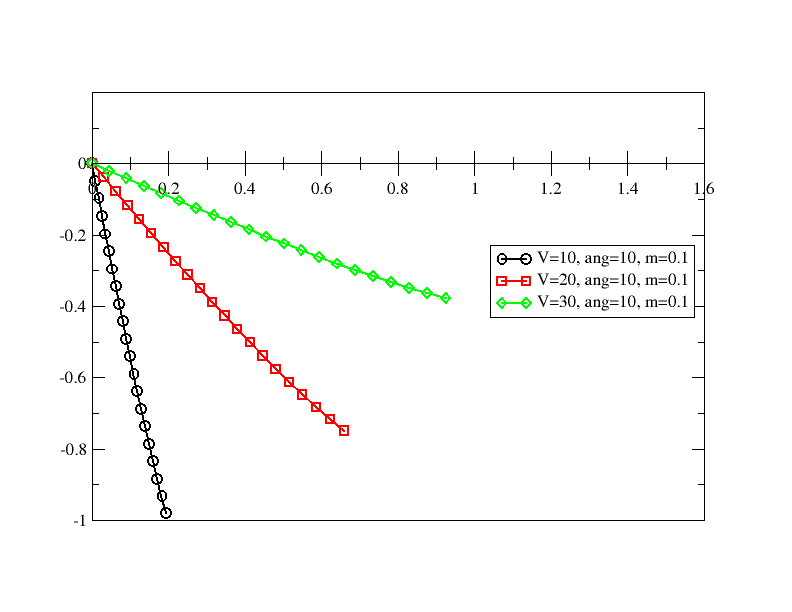 0
0 0.2 0.4 0.6 0.8 1 1.2 1.4 1.6
-0.2
V=10, ang=10, m=0.1
V=20, ang=10, m=0.1
V=30, ang=10, m=0.1
-0.4
-0.6
-0.8
-1